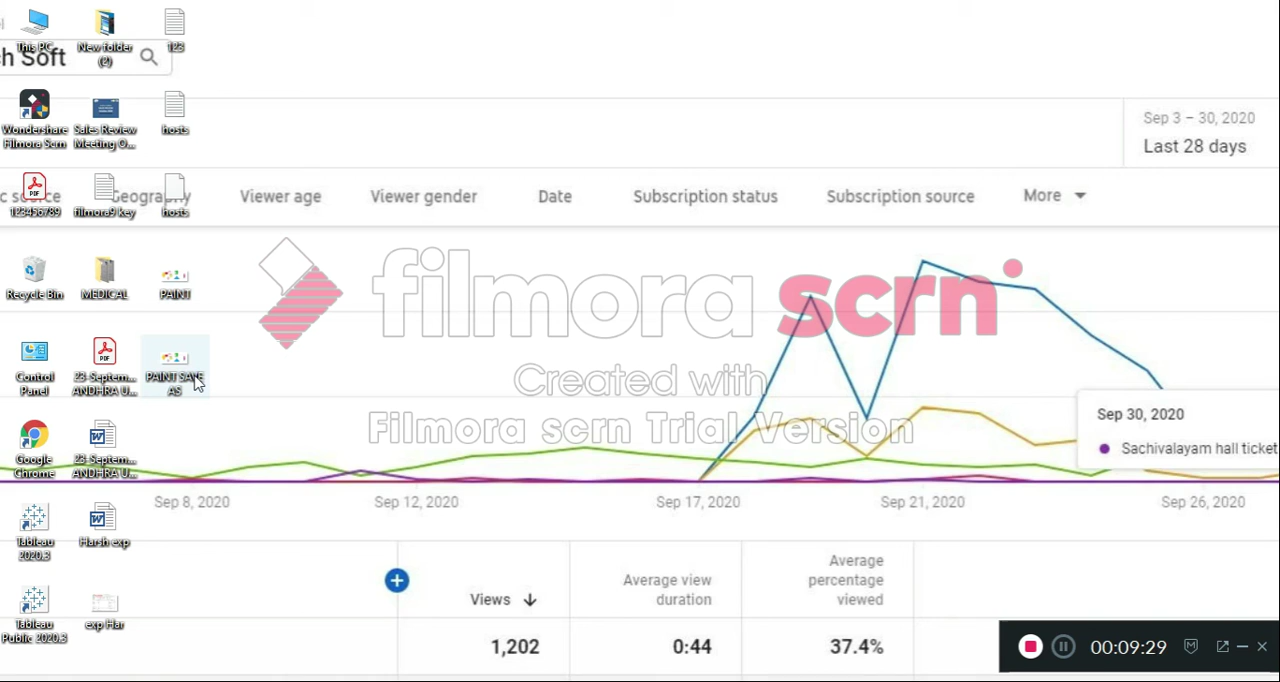 This PC
New folder
(2)
123
h Soft
Wondershare
Filmora Scrn
Sales Review
Meeting O...
hosts
Sep 3 – 30, 2020
Last 28 days
c source
Geography
Viewer age
Viewer gender
Date
Subscription status
Subscription source
More
123456789
filmora9 key
hosts
Recycle Bin
MEDICAL
PAINT
filmora scrn
Created with
Filmora scrn Trial Version
Control
Panel
23-Septem...
ANDHRA U...
PAINT SAVE
AS
Sep 30, 2020
Sachivalayam hall ticket
Google
Chrome
23-Septem...
ANDHRA U...
Sep 8, 2020
Sep 12, 2020
Sep 17, 2020
Sep 21, 2020
Sep 26, 2020
Tableau
2020.3
Harsh exp
Views
Average view
duration
Average
percentage
viewed
Tableau
Public 2020.3
exp Har
1,202
0:44
37.4%
00:09:29